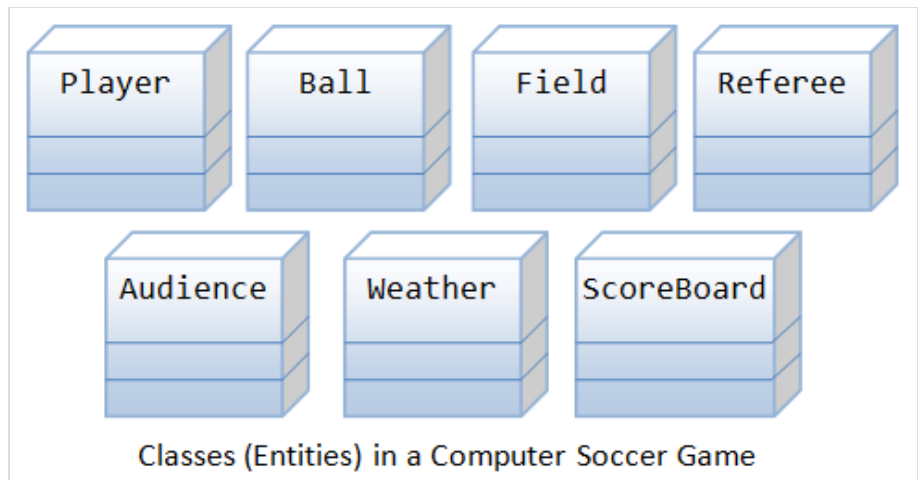 Player Ball Field Referee
Audience Weather ScoreBoard
Classes (Entities) in a Computer Soccer Game